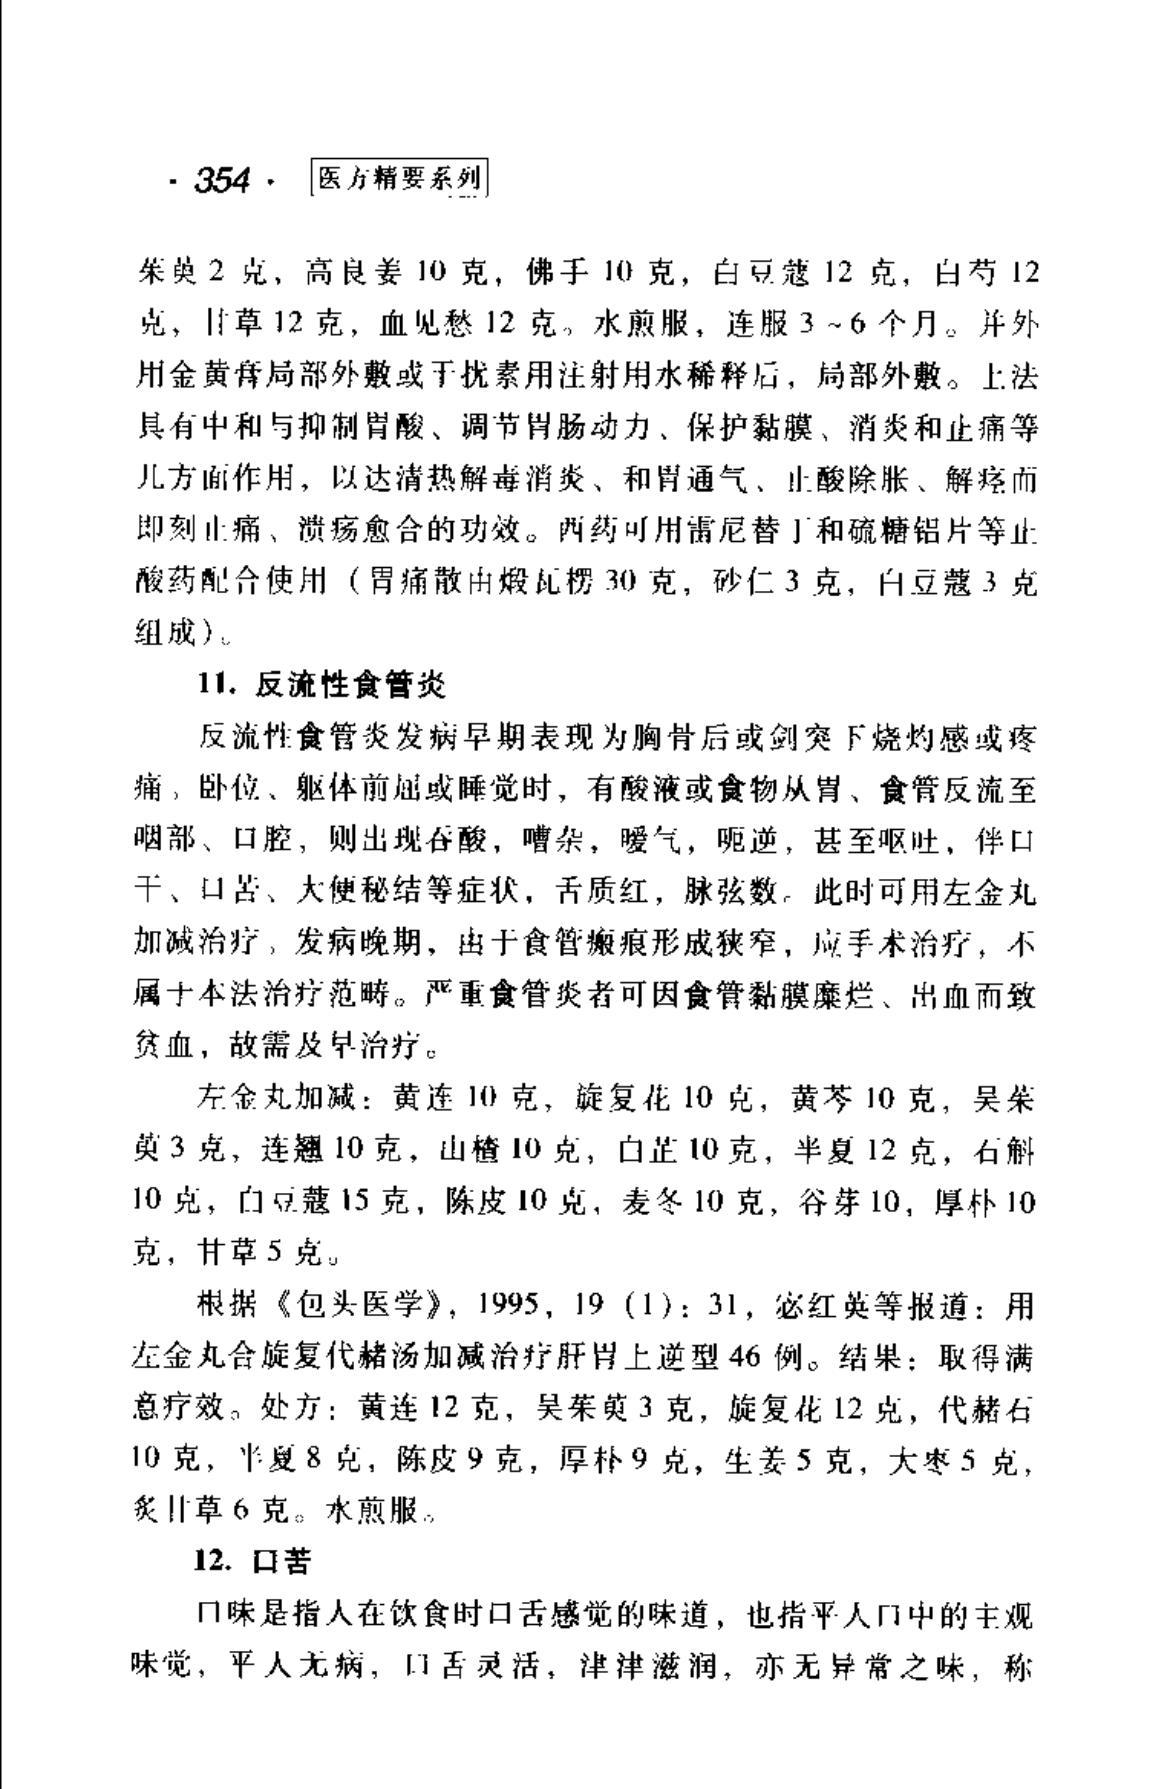 · 354 · 医方精要系列
茱萸 2 克，高良姜 10 克，佛手 10 克，白豆蔻 12 克，白芍 12
克，甘草 12 克，血见愁 12 克。水煎服，连服 3 ~ 6 个月。并外
用金黄膏局部外敷或干扰素用注射用水稀释后，局部外敷。上法
具有中和与抑制胃酸、调节胃肠动力、保护黏膜、消炎和止痛等
几方面作用，以达清热解毒消炎、和胃通气、止酸除胀、解痉而
即刻止痛、溃疡愈合的功效。西药可用雷尼替丁和硫糖铝片等止
酸药配合使用（胃痛散由煅瓦楞 30 克，砂仁 3 克，白豆蔻 3 克
组成）。
11. 反流性食管炎
反流性食管炎发病早期表现为胸骨后或剑突下烧灼感或疼
痛。卧位、躯体前屈或睡觉时，有酸液或食物从胃、食管反流至
咽部、口腔，则出现吞酸，嘈杂，嗳气，呃逆，甚至呕吐，伴口
干、口苦、大便秘结等症状，舌质红，脉弦数。此时可用左金丸
加减治疗。发病晚期，由于食管瘢痕形成狭窄，应手术治疗，不
属于本法治疗范畴。严重食管炎者可因食管黏膜糜烂、出血而致
贫血，故需及早治疗。
左金丸加减：黄连 10 克，旋复花 10 克，黄芩 10 克，吴茱
萸 3 克，连翘 10 克，山楂 10 克，白芷 10 克，半夏 12 克，石斛
10 克，白豆蔻 15 克，陈皮 10 克，麦冬 10 克，谷芽 10，厚朴 10
克，甘草 5 克。
根据《包头医学》，1995，19（1）：31，宓红英等报道：用
左金丸合旋复代赭汤加减治疗肝胃上逆型 46 例。结果：取得满
意疗效。处方：黄连 12 克，吴茱萸 3 克，旋复花 12 克，代赭石
10 克，半夏 8 克，陈皮 9 克，厚朴 9 克，生姜 5 克，大枣 5 克，
炙甘草 6 克。水煎服。
12. 口苦
口味是指人在饮食时口舌感觉的味道，也指平人口中的主观
味觉，平人无病，口舌灵活，津津滋润，亦无异常之味，称